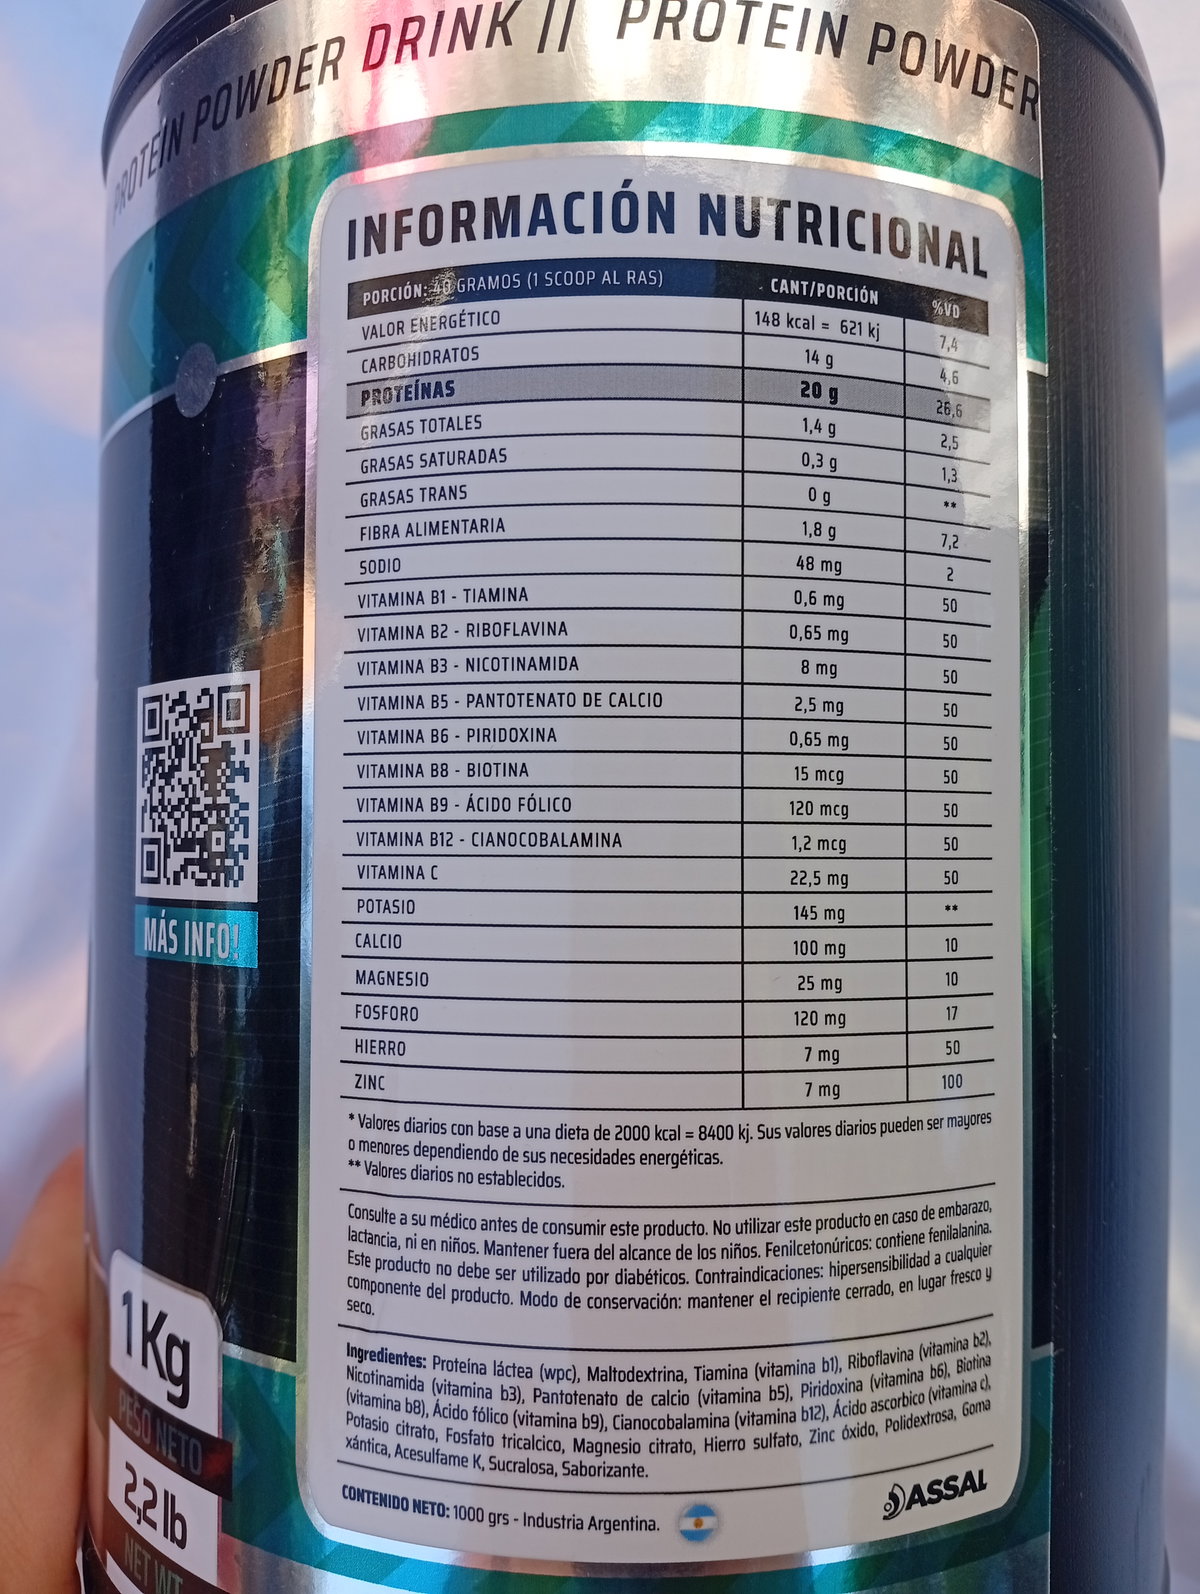 PROTEIN POWDER DRINK // PROTEIN POWDER
INFORMACIÓN NUTRICIONAL
PORCIÓN: 40 GRAMOS (1 SCOOP AL RAS) CANT/PORCIÓN %VD
VALOR ENERGÉTICO 148 kcal = 621 kj 7,4
CARBOHIDRATOS 14 g 4,6
PROTEÍNAS 20 g 26,6
GRASAS TOTALES 1,4 g 2,5
GRASAS SATURADAS 0,3 g 1,3
GRASAS TRANS 0 g **
FIBRA ALIMENTARIA 1,8 g 7,2
SODIO 48 mg 2
VITAMINA B1 - TIAMINA 0,6 mg 50
VITAMINA B2 - RIBOFLAVINA 0,65 mg 50
VITAMINA B3 - NICOTINAMIDA 8 mg 50
VITAMINA B5 - PANTOTENATO DE CALCIO 2,5 mg 50
VITAMINA B6 - PIRIDOXINA 0,65 mg 50
VITAMINA B8 - BIOTINA 15 mcg 50
VITAMINA B9 - ÁCIDO FÓLICO 120 mcg 50
VITAMINA B12 - CIANOCOBALAMINA 1,2 mcg 50
VITAMINA C 22,5 mg 50
POTASIO 145 mg **
CALCIO 100 mg 10
MAGNESIO 25 mg 10
FOSFORO 120 mg 17
HIERRO 7 mg 50
ZINC 7 mg 100
* Valores diarios con base a una dieta de 2000 kcal = 8400 kj. Sus valores diarios pueden ser mayores
o menores dependiendo de sus necesidades energéticas.
** Valores diarios no establecidos.
Consulte a su médico antes de consumir este producto. No utilizar este producto en caso de embarazo,
lactancia, ni en niños. Mantener fuera del alcance de los niños. Fenilcetonúricos: contiene fenilalanina.
Este producto no debe ser utilizado por diabéticos. Contraindicaciones: hipersensibilidad a cualquier
componente del producto. Modo de conservación: mantener el recipiente cerrado, en lugar fresco y
seco.
Ingredientes: Proteína láctea (wpc), Maltodextrina, Tiamina (vitamina b1), Riboflavina (vitamina b2),
Nicotinamida (vitamina b3), Pantotenato de calcio (vitamina b5), Piridoxina (vitamina b6), Biotina
(vitamina b8), Ácido fólico (vitamina b9), Cianocobalamina (vitamina b12), Ácido ascorbico (vitamina c),
Potasio citrato, Fosfato tricalcico, Magnesio citrato, Hierro sulfato, Zinc óxido, Polidextrosa, Goma
xántica, Acesulfame K, Sucralosa, Saborizante.
CONTENIDO NETO: 1000 grs - Industria Argentina.
ASSAL
MÁS INFO!
1 Kg
PESO NETO
2,2 lb
NET WT